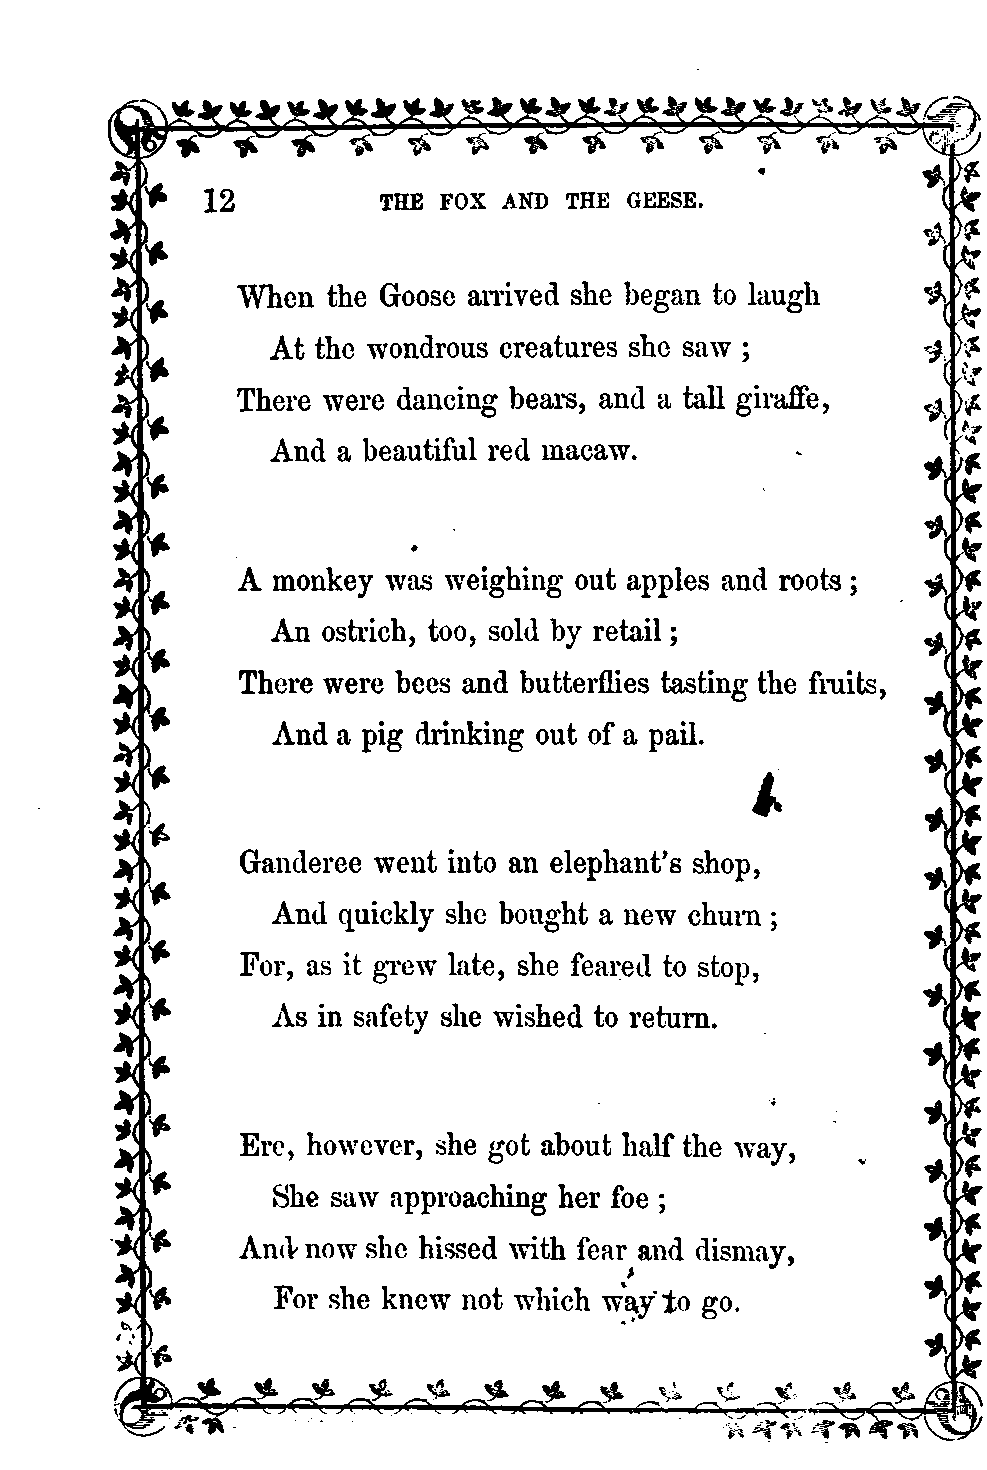 12 THE FOX AND THE GEESE.
When the Goose arrived she began to laugh
At the wondrous creatures she saw ;
There were dancing bears, and a tall giraffe,
And a beautiful red macaw.
A monkey was weighing out apples and roots ;
An ostrich, too, sold by retail ;
There were bees and butterflies tasting the fruits,
And a pig drinking out of a pail.
Ganderee went into an elephant's shop,
And quickly she bought a new churn ;
For, as it grew late, she feared to stop,
As in safety she wished to return.
Ere, however, she got about half the way,
She saw approaching her foe ;
And now she hissed with fear and dismay,
For she knew not which way to go.